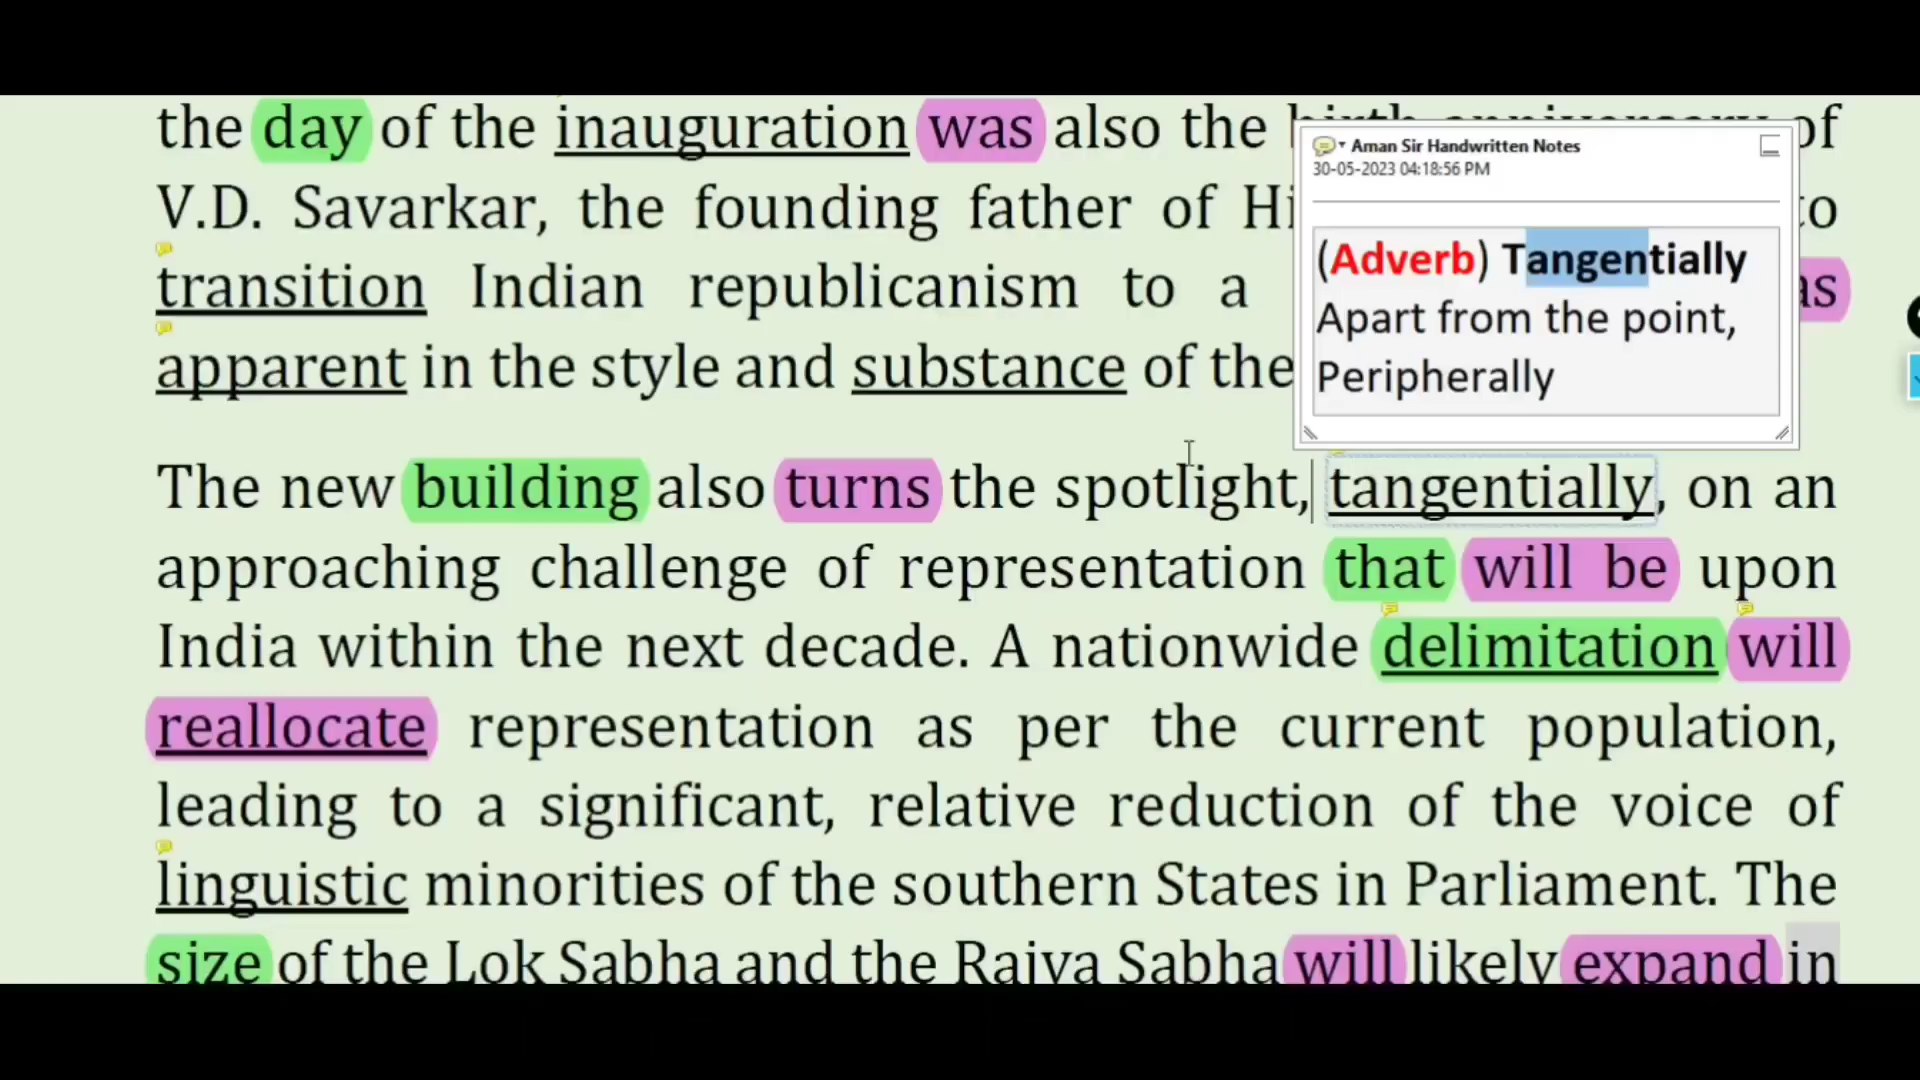 the day of the inauguration was also the birth anniversary of
V.D. Savarkar, the founding father of Hi to
transition Indian republicanism to a as
apparent in the style and substance of the
Aman Sir Handwritten Notes
30-05-2023 04:18:56 PM
(Adverb) Tangentially
Apart from the point,
Peripherally
The new building also turns the spotlight, tangentially, on an
approaching challenge of representation that will be upon
India within the next decade. A nationwide delimitation will
reallocate representation as per the current population,
leading to a significant, relative reduction of the voice of
linguistic minorities of the southern States in Parliament. The
size of the Lok Sabha and the Rajya Sabha will likely expand in